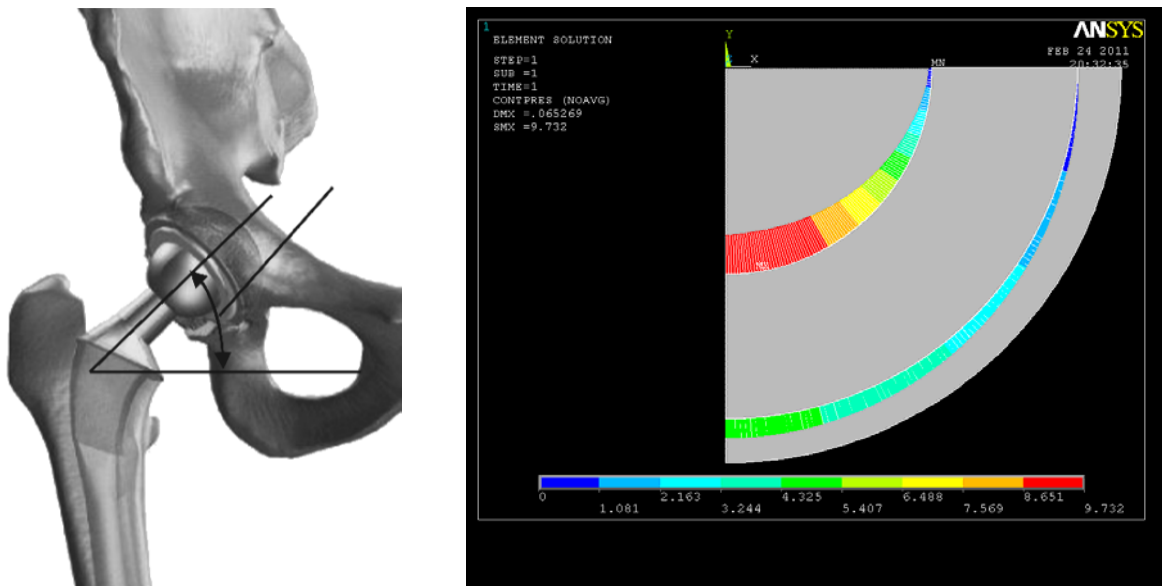 1
ANSYS
ELEMENT SOLUTION
FEB 24 2011
20:32:35
STEP=1
SUB =1
TIME=1
CONTPRES (NOAVG)
DMX =.065269
SMX =9.732
Y
X
MN
0
1.081
2.163
3.244
4.325
5.407
6.488
7.569
8.651
9.732